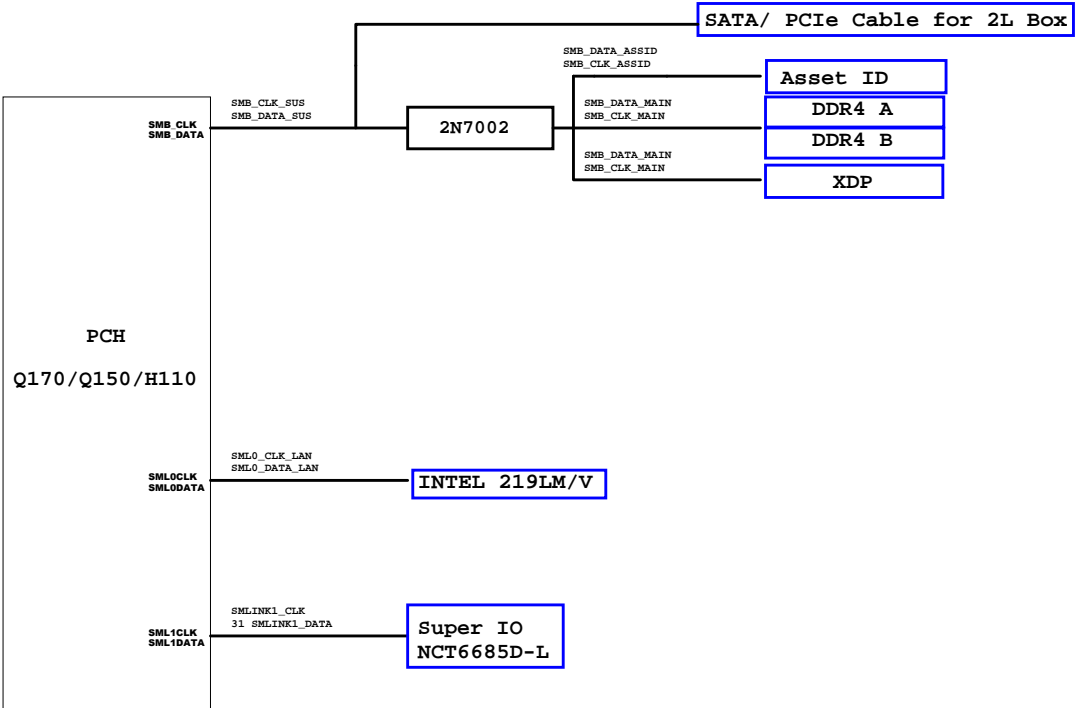 SATA/ PCIe Cable for 2L Box
SMB_DATA_ASSID
SMB_CLK_ASSID
Asset ID
SMB_CLK_SUS
SMB_DATA_SUS
SMB_CLK
SMB_DATA
2N7002
SMB_DATA_MAIN
SMB_CLK_MAIN
DDR4 A
DDR4 B
SMB_DATA_MAIN
SMB_CLK_MAIN
XDP
PCH
Q170/Q150/H110
SML0_CLK_LAN
SML0_DATA_LAN
SML0CLK
SML0DATA
INTEL 219LM/V
SMLINK1_CLK
31 SMLINK1_DATA
SML1CLK
SML1DATA
Super IO
NCT6685D-L